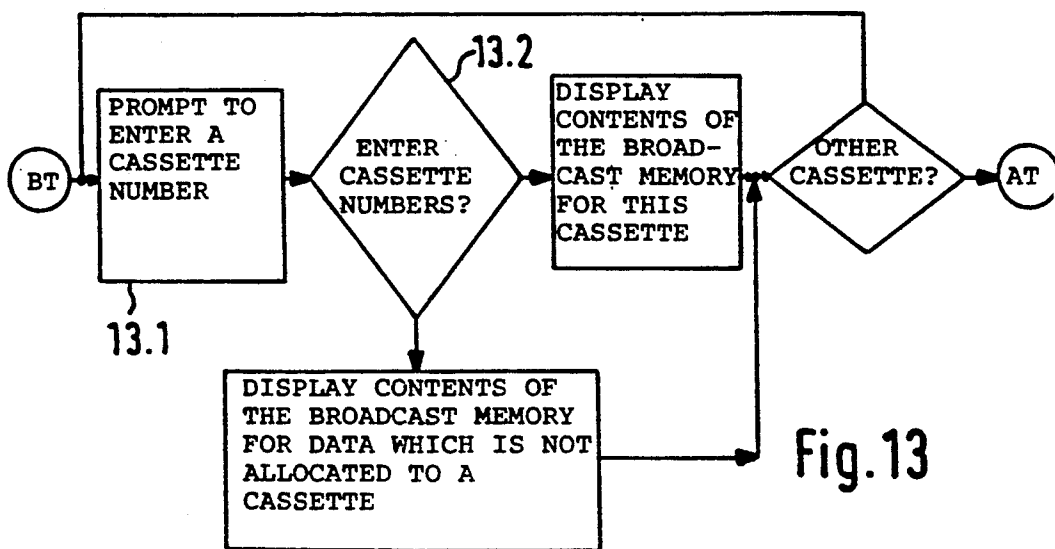 BT
PROMPT TO
ENTER A
CASSETTE
NUMBER
13.1
13.2
ENTER
CASSETTE
NUMBERS?
DISPLAY
CONTENTS OF
THE BROAD-
CAST MEMORY
FOR THIS
CASSETTE
OTHER
CASSETTE?
AT
DISPLAY CONTENTS OF
THE BROADCAST MEMORY
FOR DATA WHICH IS NOT
ALLOCATED TO A
CASSETTE
Fig.13